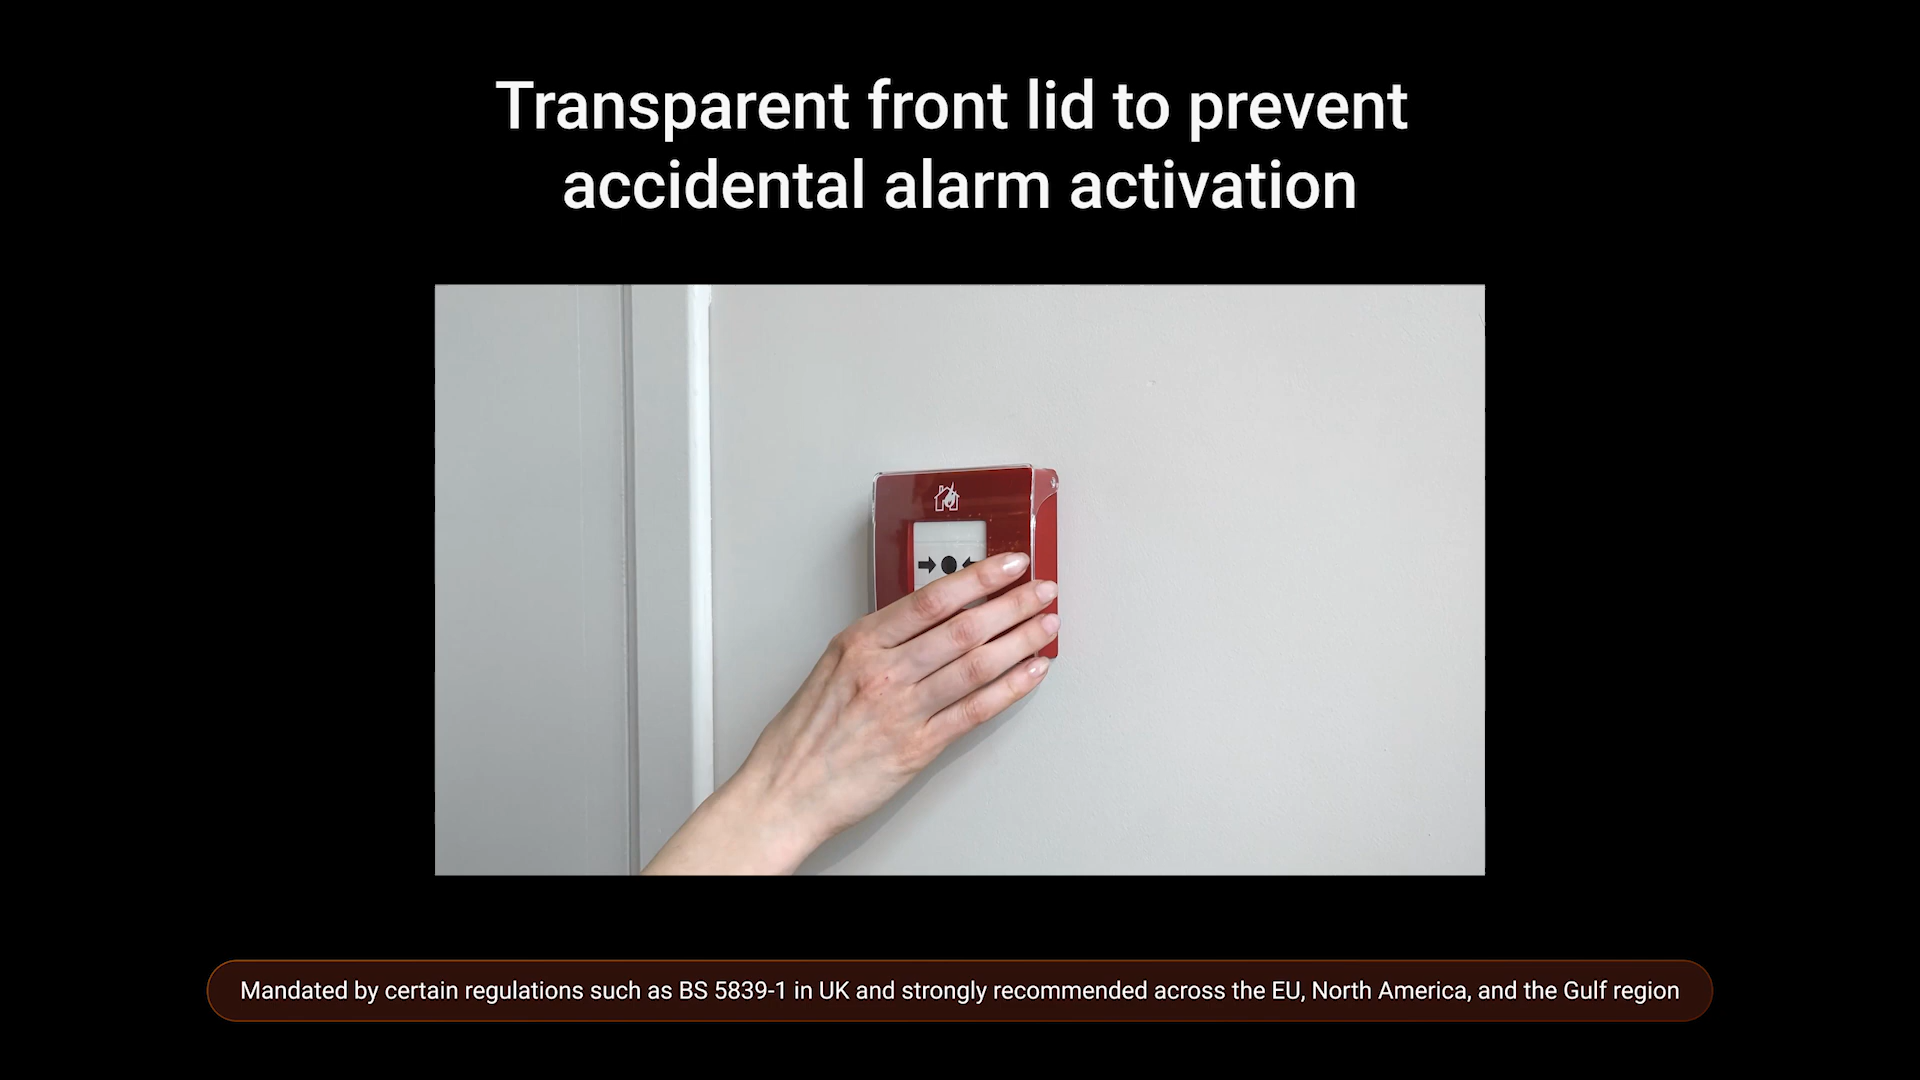 Transparent front lid to prevent
accidental alarm activation
Mandated by certain regulations such as BS 5839-1 in UK and strongly recommended across the EU, North America, and the Gulf region